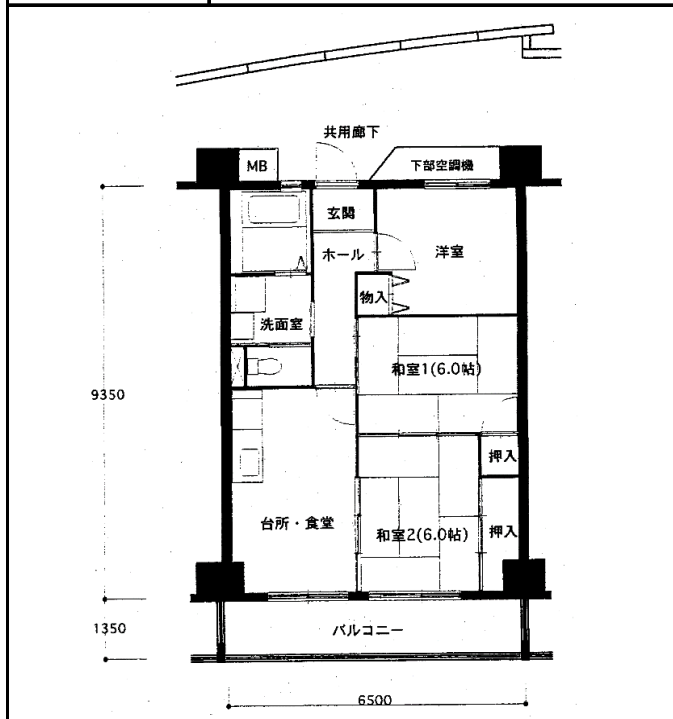 共用廊下
MB
下部空調機
玄関
ホール
洋室
物入
洗面室
和室1(6.0帖)
9350
押入
台所・食堂
和室2(6.0帖)
押入
1350
バルコニー
6500